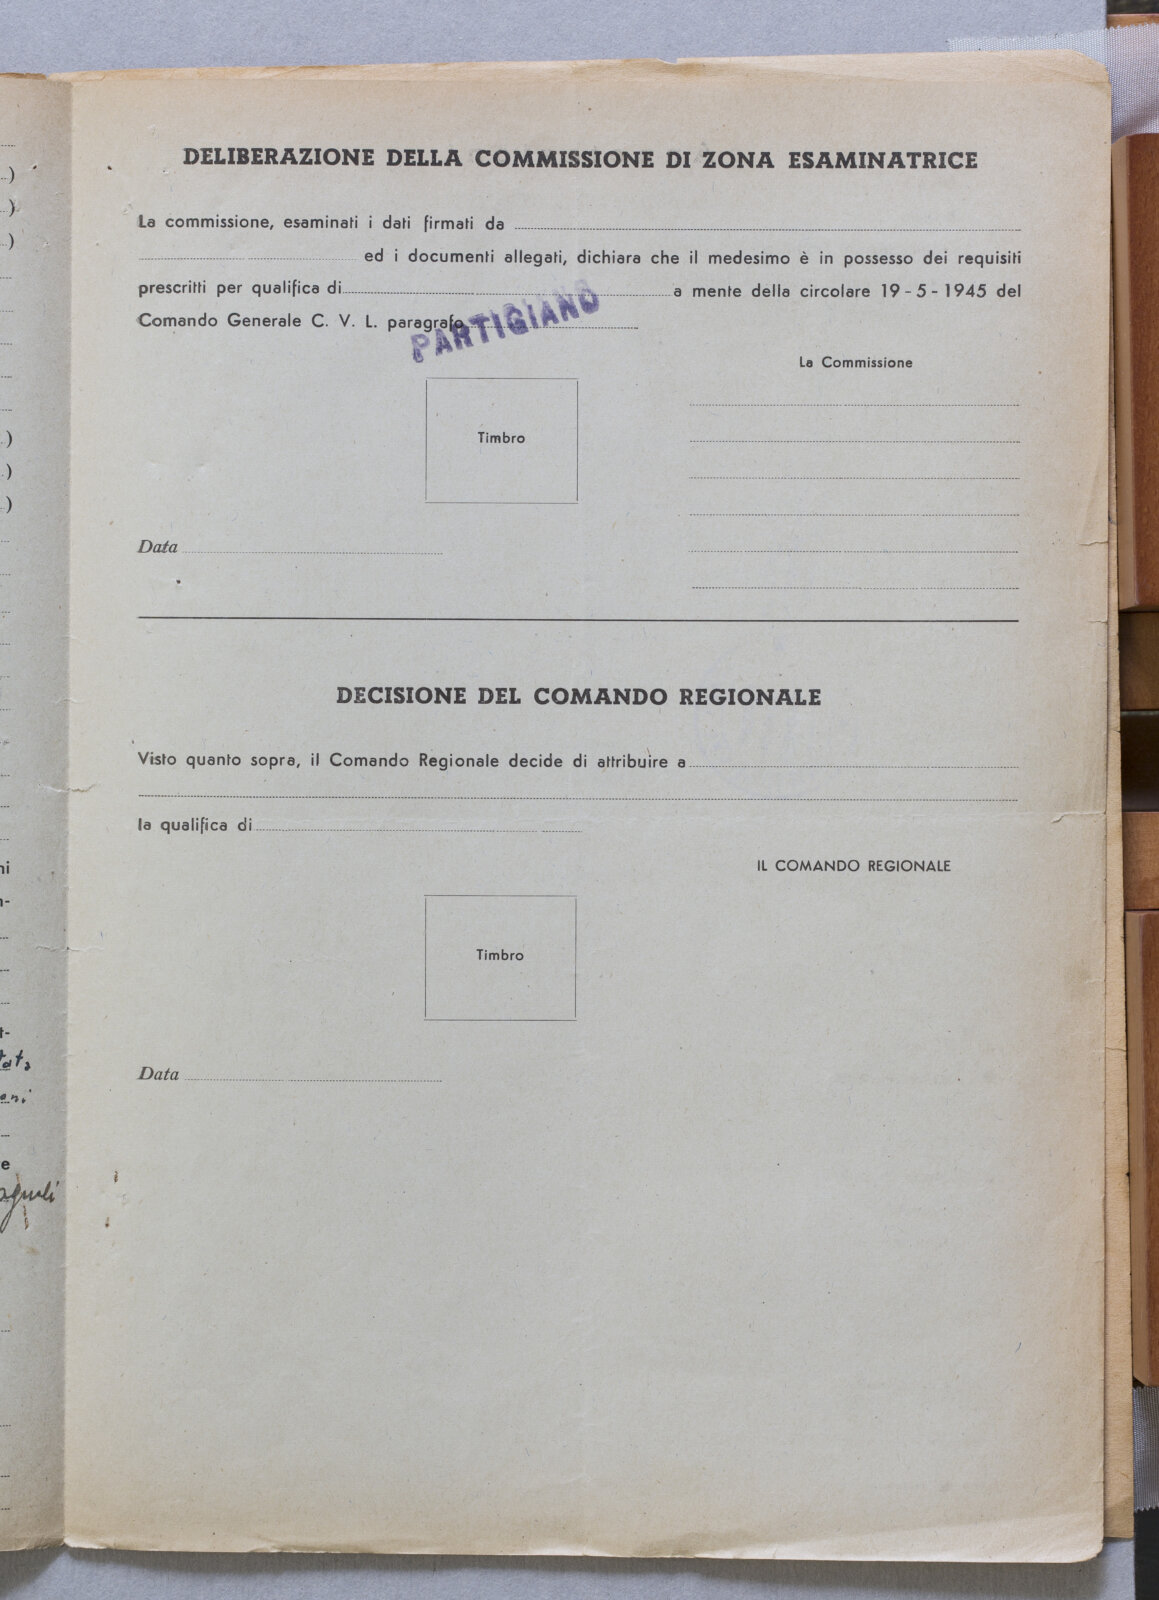 DELIBERAZIONE DELLA COMMISSIONE DI ZONA ESAMINATRICE
La commissione, esaminati i dati firmati da
ed i documenti allegati, dichiara che il medesimo è in possesso dei requisiti
prescritti per qualifica di a mente della circolare 19-5-1945 del
Comando Generale C. V. L. paragrafo
PARTIGIANO
La Commissione
Timbro
Data
DECISIONE DEL COMANDO REGIONALE
Visto quanto sopra, il Comando Regionale decide di attribuire a
la qualifica di
IL COMANDO REGIONALE
Timbro
Data